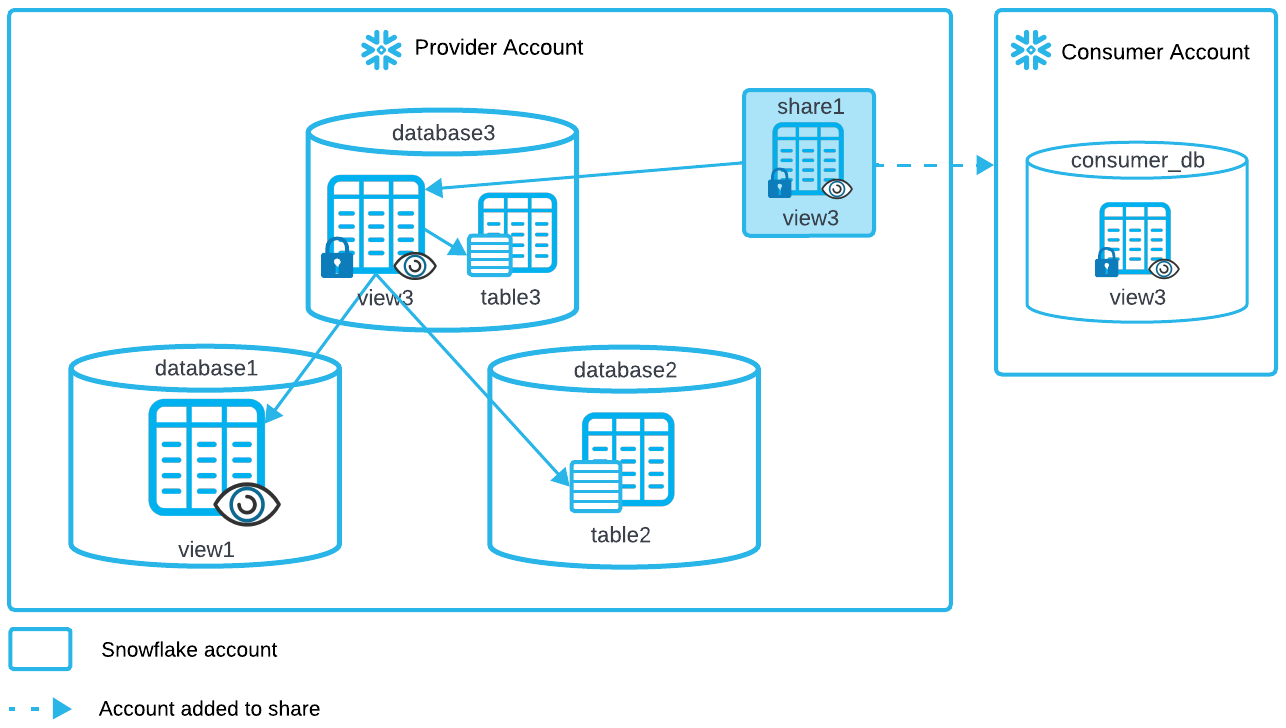 Provider Account
Consumer Account
share1
database3
consumer_db
view3
view3
table3
view3
database1
database2
view1
table2
Snowflake account
Account added to share